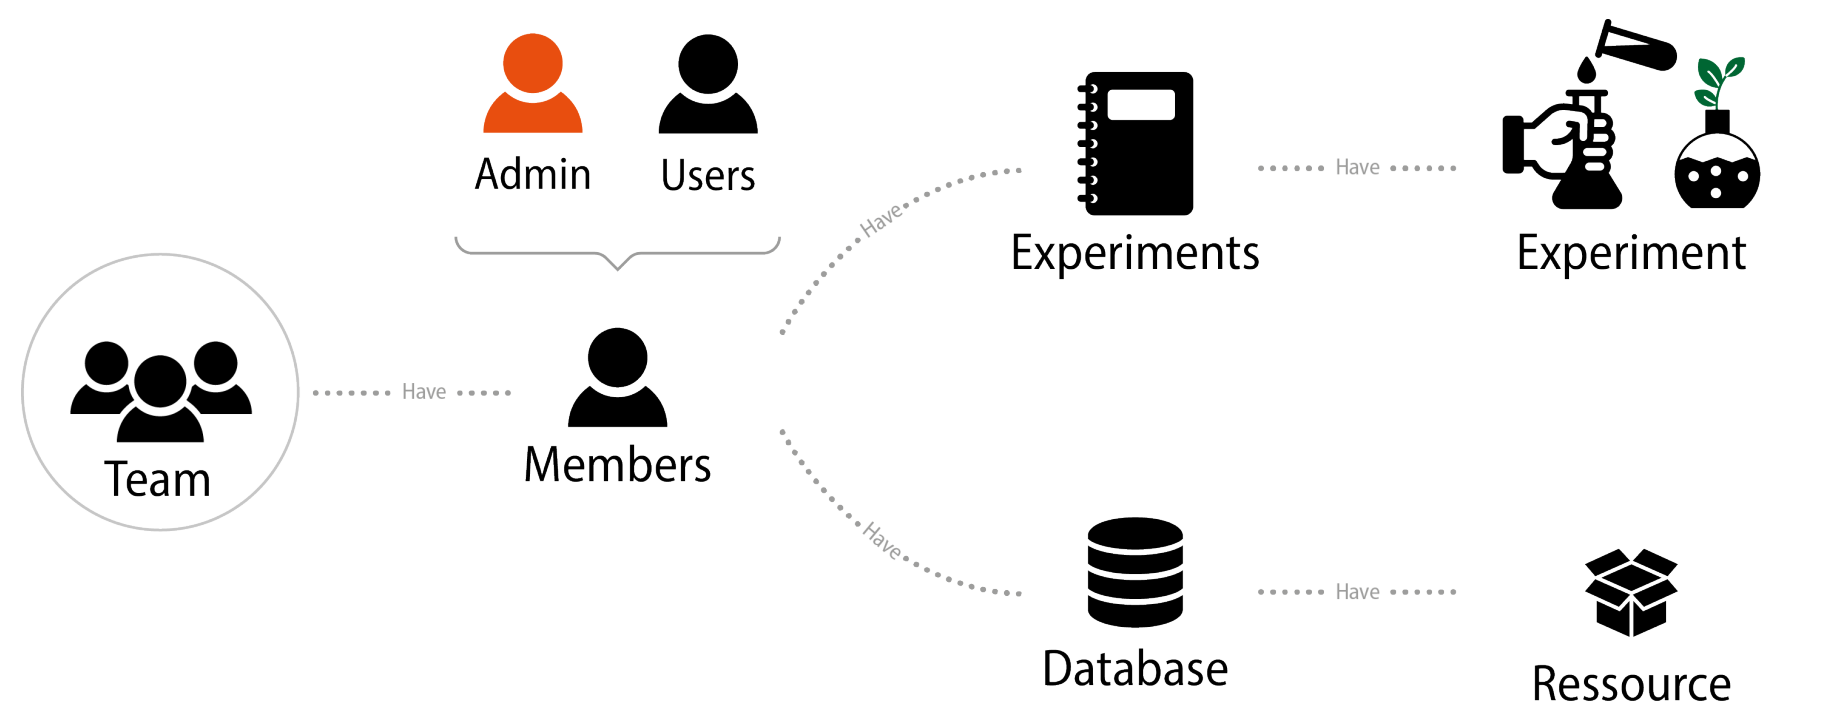 Admin
Users
Have
Experiments
Have
Experiment
Team
Have
Members
Have
Database
Have
Ressource